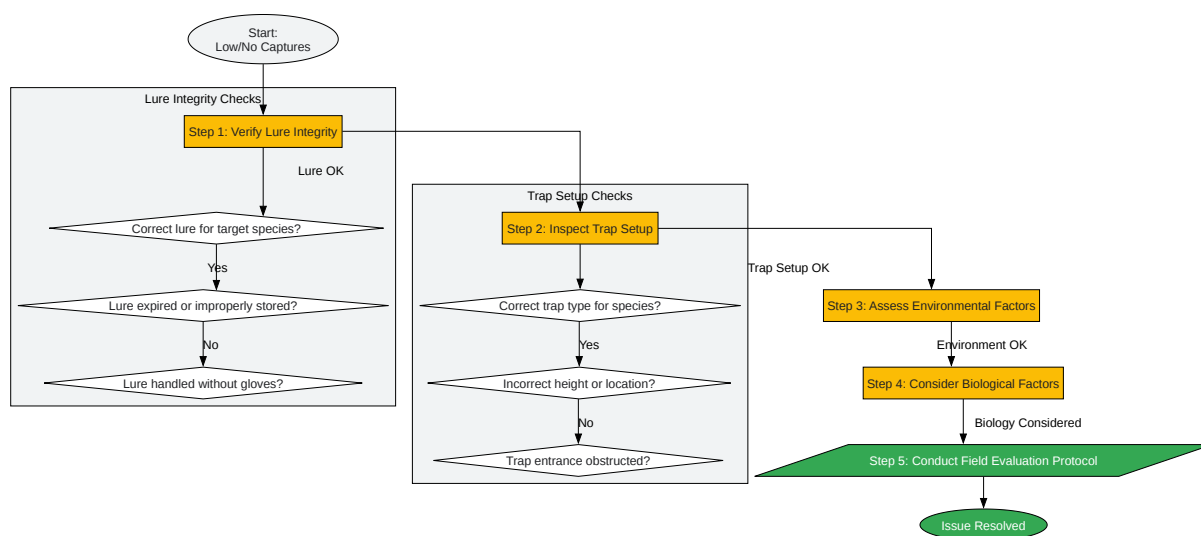 Start:
Low/No Captures
Lure Integrity Checks
Step 1: Verify Lure Integrity
Lure OK
Correct lure for target species?
Yes
Lure expired or improperly stored?
No
Lure handled without gloves?
Trap Setup Checks
Step 2: Inspect Trap Setup
Trap Setup OK
Correct trap type for species?
Yes
Incorrect height or location?
No
Trap entrance obstructed?
Step 3: Assess Environmental Factors
Environment OK
Step 4: Consider Biological Factors
Biology Considered
Step 5: Conduct Field Evaluation Protocol
Issue Resolved